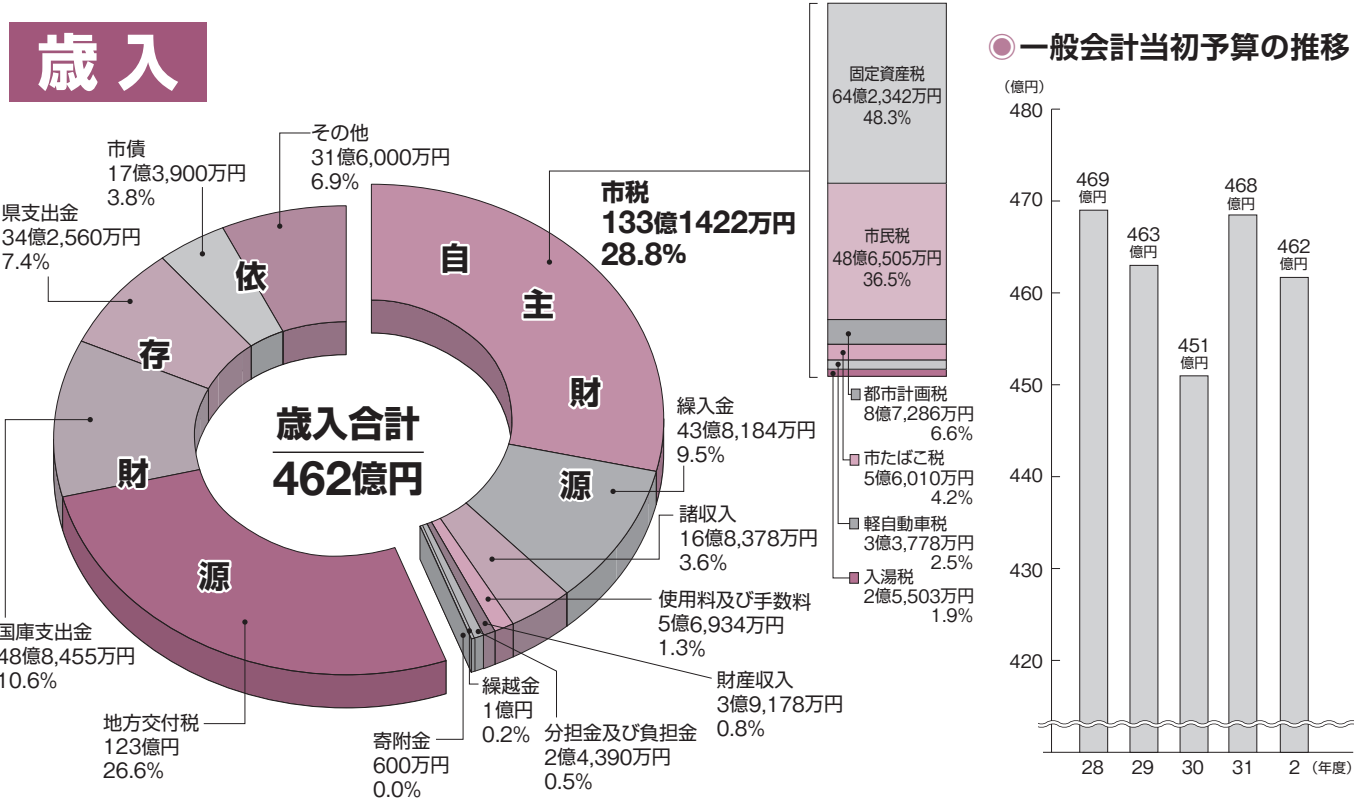 歳入
その他
31億6,000万円
6.9%
市債
17億3,900万円
3.8%
県支出金
34億2,560万円
7.4%
国庫支出金
48億8,455万円
10.6%
地方交付税
123億円
26.6%
依
存
財
源
自
主
財
源
歳入合計
462億円
市税
133億1422万円
28.8%
繰入金
43億8,184万円
9.5%
諸収入
16億8,378万円
3.6%
使用料及び手数料
5億6,934万円
1.3%
財産収入
3億9,178万円
0.8%
分担金及び負担金
2億4,390万円
0.5%
繰越金
1億円
0.2%
寄附金
600万円
0.0%
固定資産税
64億2,342万円
48.3%
市民税
48億6,505万円
36.5%
都市計画税
8億7,286万円
6.6%
市たばこ税
5億6,010万円
4.2%
軽自動車税
3億3,778万円
2.5%
入湯税
2億5,503万円
1.9%
一般会計当初予算の推移
(億円)
480
470
460
450
440
430
420
469
億円
463
億円
451
億円
468
億円
462
億円
28 29 30 31 2 (年度)